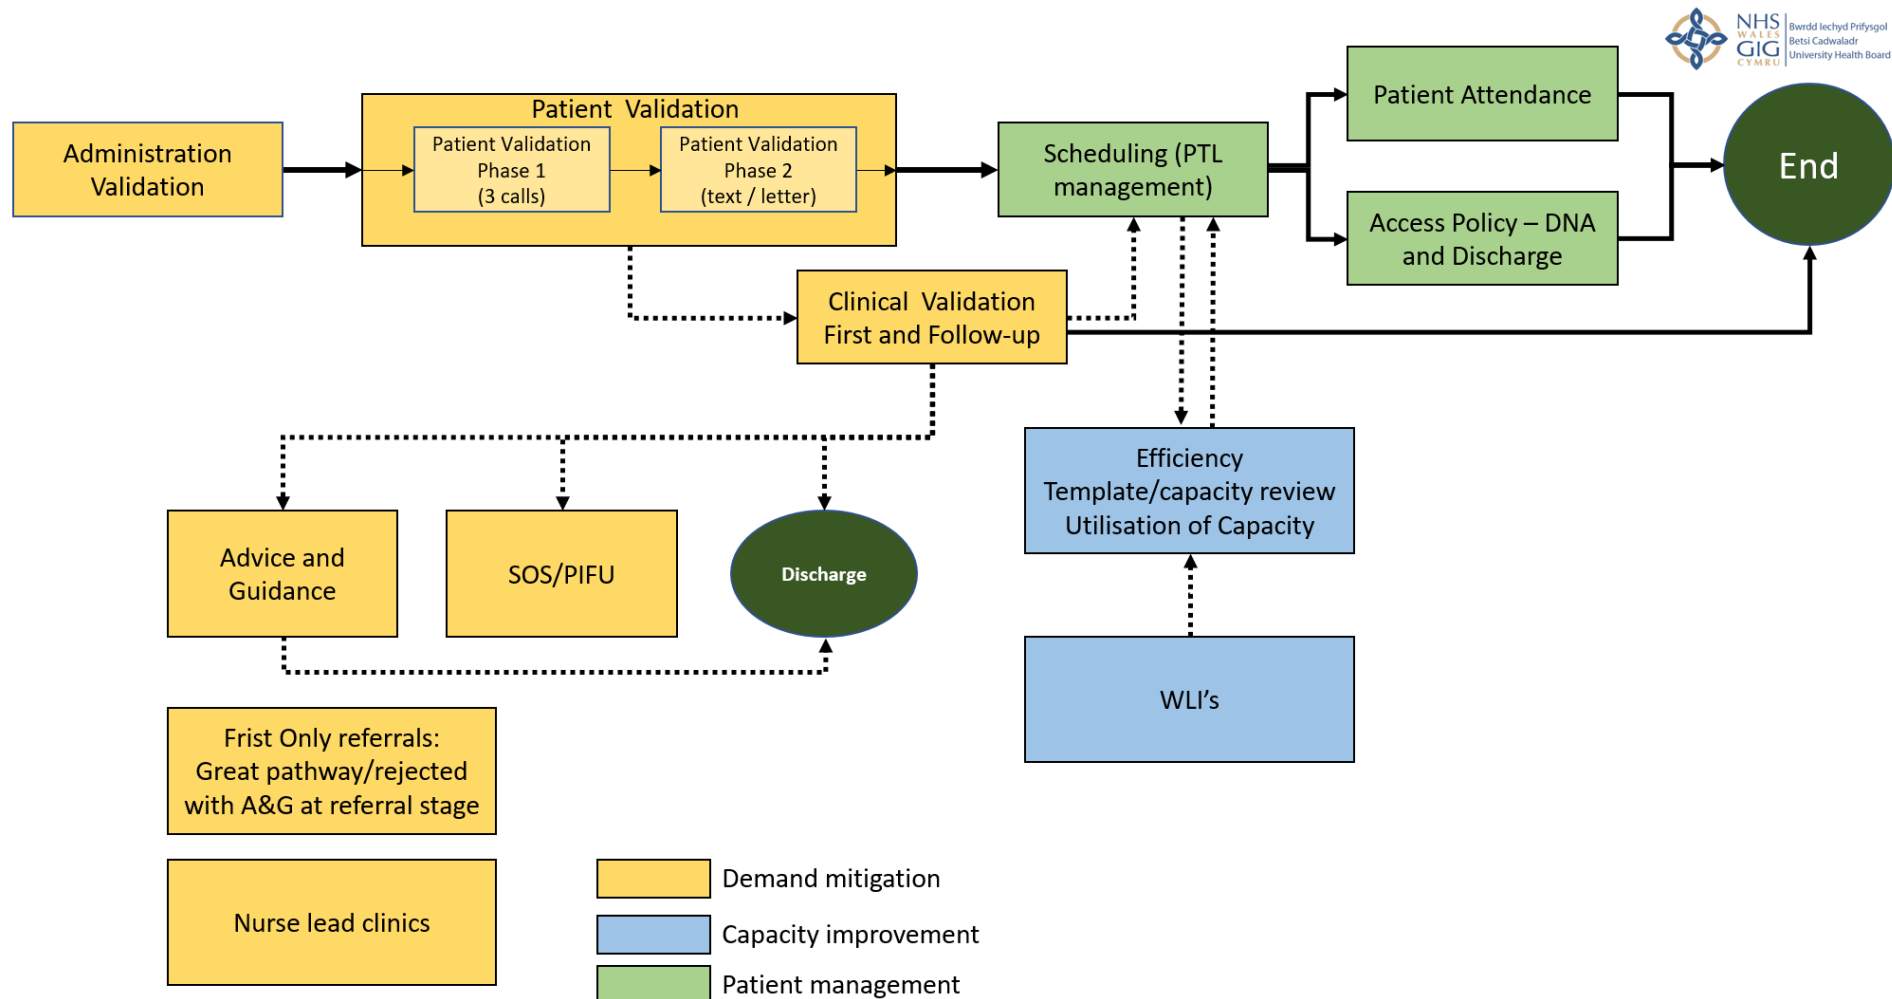 NHS
WALES
GIG
CYMRU
Bwrdd Iechyd Prifysgol
Betsi Cadwaladr
University Health Board
Administration
Validation
Patient  Validation
Patient Validation
Phase 1
(3 calls)
Patient Validation
Phase 2
(text / letter)
Scheduling (PTL
management)
Patient Attendance
Access Policy – DNA
and Discharge
End
Clinical  Validation
First and Follow-up
Advice and
Guidance
SOS/PIFU
Discharge
Efficiency
Template/capacity review
Utilisation of Capacity
WLI’s
Frist Only referrals:
Great pathway/rejected
with A&G at referral stage
Nurse lead clinics
Demand mitigation
Capacity improvement
Patient management